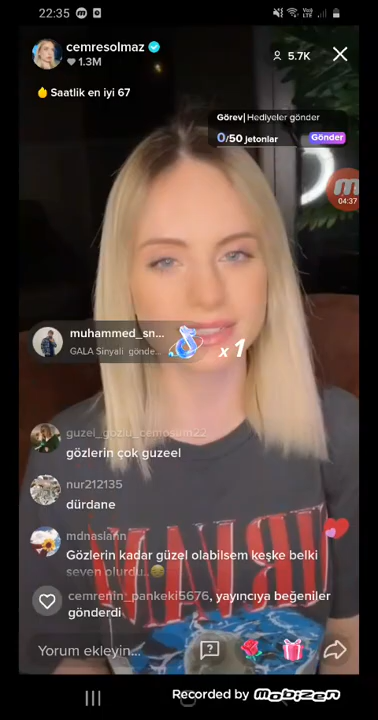 22:35
VoLTE
cemresolmaz
1.3M
5.7K
Saatlik en iyi 67
Görev| Hediyeler gönder
0/50 jetonlar
Gönder
04:37
muhammed_sn...
GALA Sinyali gönde...
x 1
guzel_gozlu_cemosum22
gözlerin çok guzeel
nur212135
dürdane
mdnaslann
Gözlerin kadar güzel olabilsem keşke belki
seven olurdu..
cemrenin_pankeki5676, yayıncıya beğeniler
gönderdi
Yorum ekleyin...
Recorded by mobizen